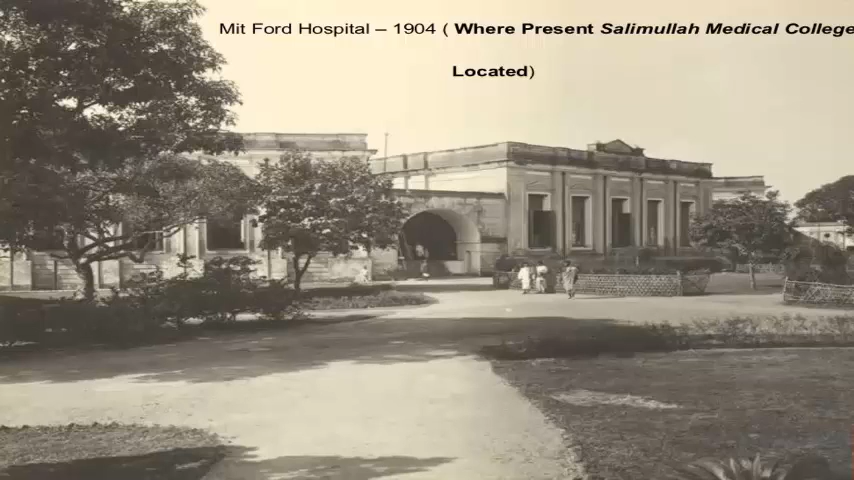 Mit Ford Hospital – 1904 ( Where Present Salimullah Medical College
Located)